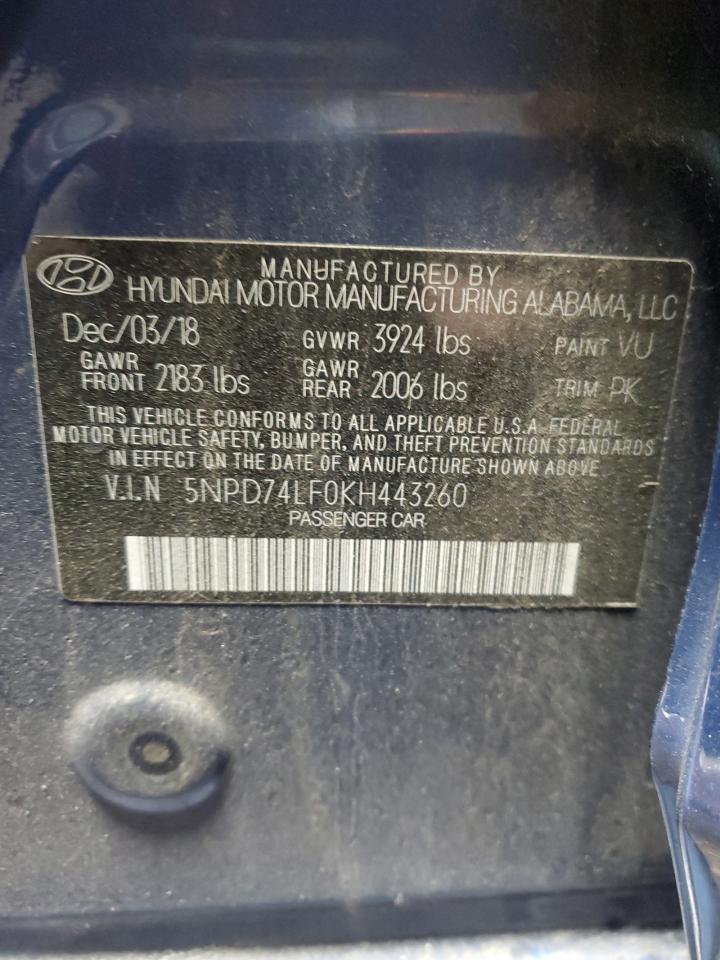 MANUFACTURED BY
HYUNDAI MOTOR MANUFACTURING ALABAMA, LLC
Dec/03/18 GVWR 3924 lbs PAINT VU
GAWR FRONT 2183 lbs GAWR REAR 2006 lbs TRIM PK
THIS VEHICLE CONFORMS TO ALL APPLICABLE U.S.A. FEDERAL
MOTOR VEHICLE SAFETY, BUMPER, AND THEFT PREVENTION STANDARDS
IN EFFECT ON THE DATE OF MANUFACTURE SHOWN ABOVE
V.I.N 5NPD74LF0KH443260
PASSENGER CAR